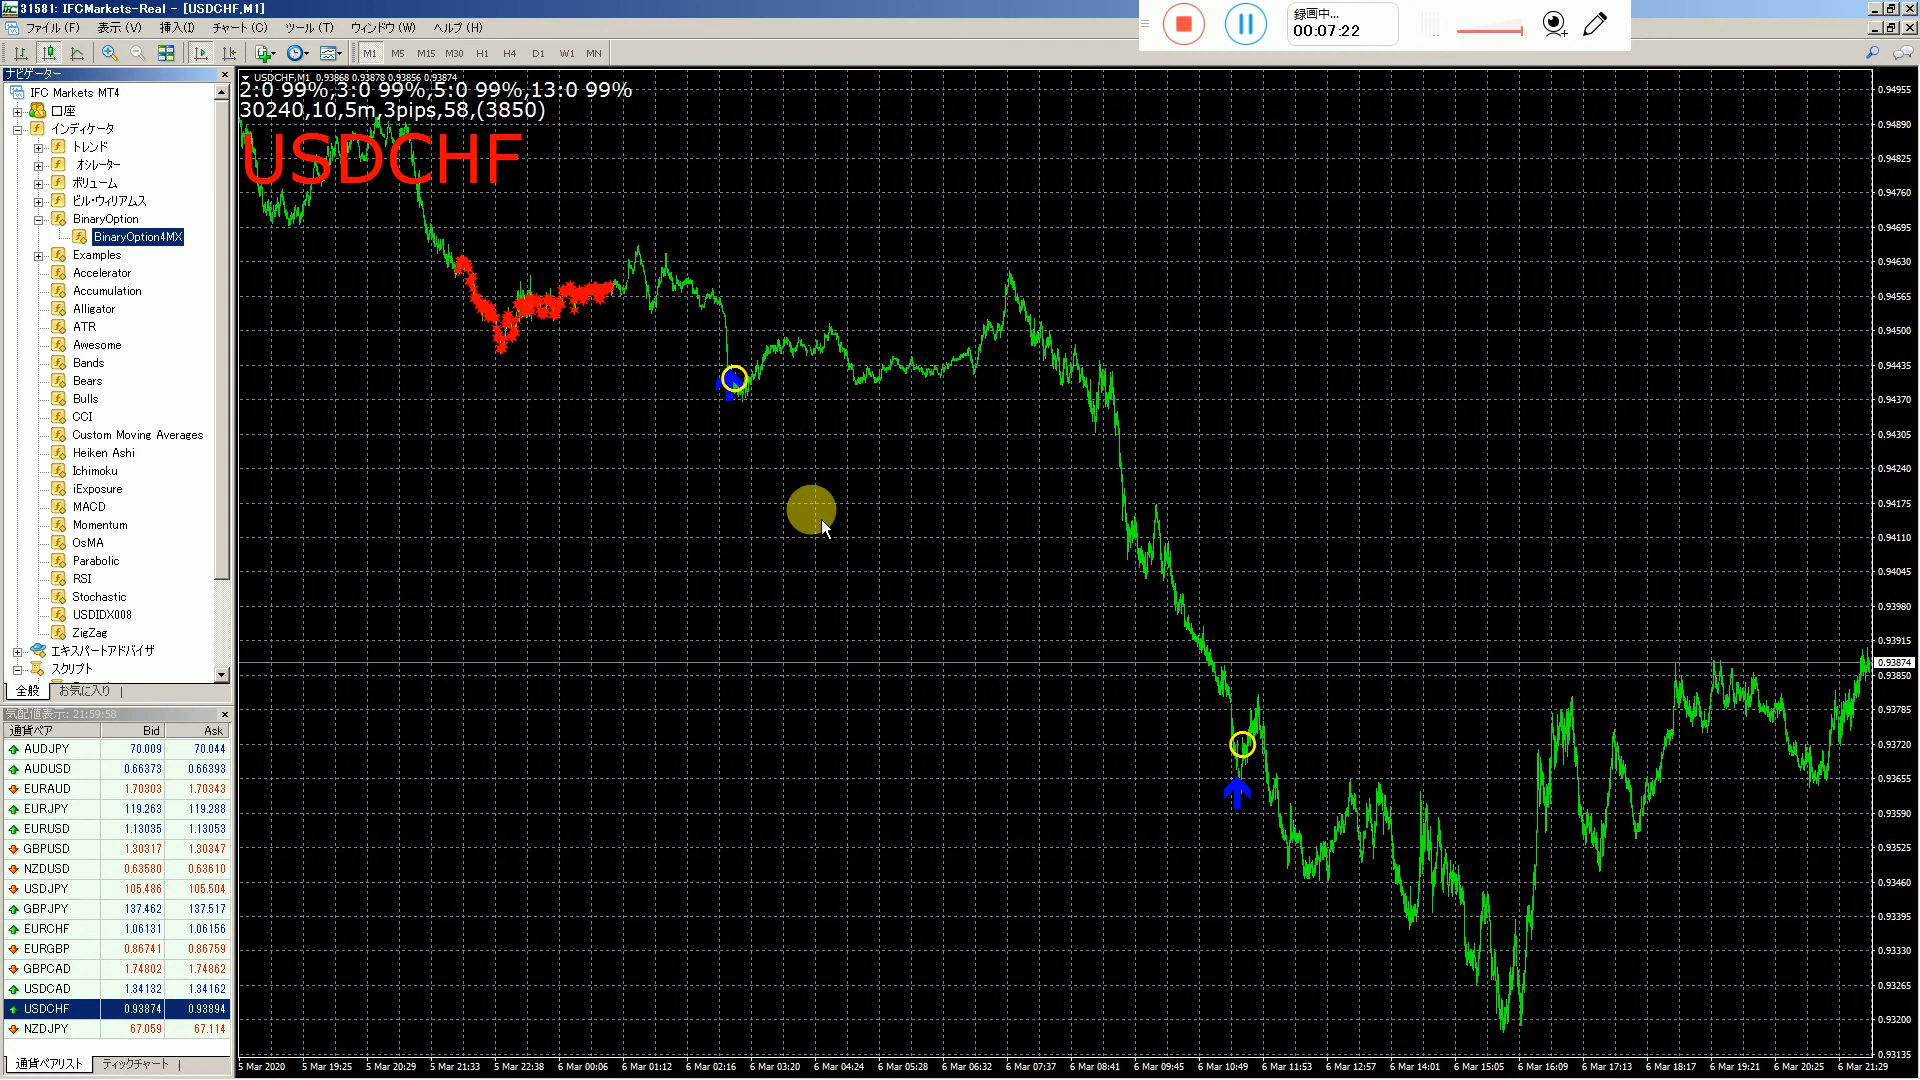 31581: IFCMarkets-Real - [USDCHF,M1]
ファイル (F) 表示 (V) 挿入(I) チャート (C) ツール (T) ウィンドウ (W) ヘルプ (H)
録画中...
00:07:22
M1 M5 M15 M30 H1 H4 D1 W1 MN
ナビゲーター
IFC Markets MT4
口座
インディケータ
トレンド
オシレーター
ボリューム
ビル・ウィリアムス
BinaryOption
BinaryOption4MX
Examples
Accelerator
Accumulation
Alligator
ATR
Awesome
Bands
Bears
Bulls
CCI
Custom Moving Averages
Heiken Ashi
Ichimoku
iExposure
MACD
Momentum
OsMA
Parabolic
RSI
Stochastic
USDIDX008
ZigZag
エキスパートアドバイザ
スクリプト
全般 お気に入り
気配値表示: 21:59:58
通貨ペア Bid Ask
AUDJPY 70.009 70.044
AUDUSD 0.66373 0.66393
EURAUD 1.70303 1.70343
EURJPY 119.263 119.288
EURUSD 1.13035 1.13053
GBPUSD 1.30317 1.30347
NZDUSD 0.63580 0.63610
USDJPY 105.486 105.504
GBPJPY 137.462 137.517
EURCHF 1.06131 1.06156
EURGBP 0.86741 0.86759
GBPCAD 1.74802 1.74862
USDCAD 1.34132 1.34162
USDCHF 0.93874 0.93894
NZDJPY 67.059 67.114
通貨ペアリスト ティックチャート
USDCHF,M1 0.93868 0.93878 0.93856 0.93874
2:0 99%,3:0 99%,5:0 99%,13:0 99%
30240,10,5m,3pips,58,(3850)
USDCHF
0.94955
0.94890
0.94825
0.94760
0.94695
0.94630
0.94565
0.94500
0.94435
0.94370
0.94305
0.94240
0.94175
0.94110
0.94045
0.93980
0.93915
0.93874
0.93850
0.93785
0.93720
0.93655
0.93590
0.93525
0.93460
0.93395
0.93330
0.93265
0.93200
0.93135
5 Mar 2020 5 Mar 19:25 5 Mar 20:29 5 Mar 21:33 5 Mar 22:38 6 Mar 00:06 6 Mar 01:12 6 Mar 02:16 6 Mar 03:20 6 Mar 04:24 6 Mar 05:28 6 Mar 06:32 6 Mar 07:37 6 Mar 08:41 6 Mar 09:45 6 Mar 10:49 6 Mar 11:53 6 Mar 12:57 6 Mar 14:01 6 Mar 15:05 6 Mar 16:09 6 Mar 17:13 6 Mar 18:17 6 Mar 19:21 6 Mar 20:25 6 Mar 21:29